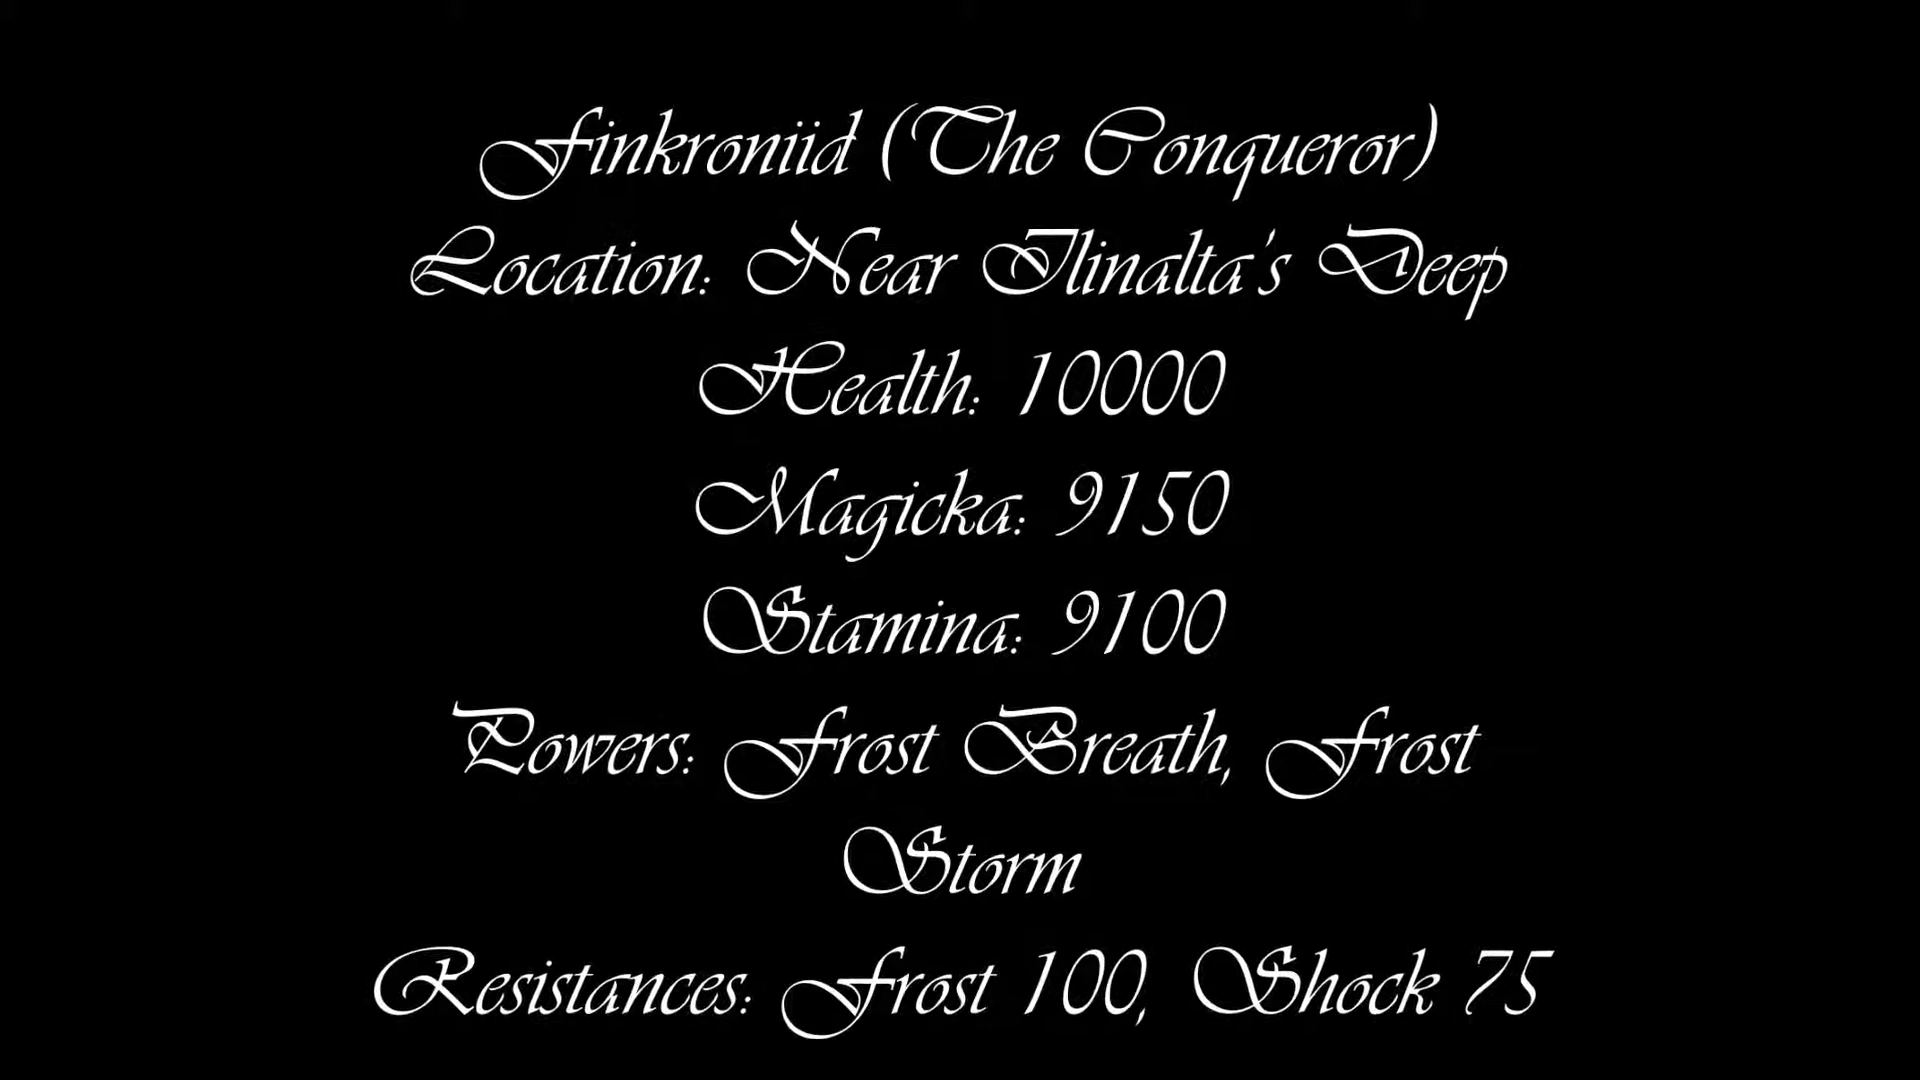 Finkroniid (The Conqueror)
Location: Near Ilinalta's Deep
Health: 10000
Magicka: 9150
Stamina: 9100
Powers: Frost Breath, Frost
Storm
Resistances: Frost 100, Shock 75